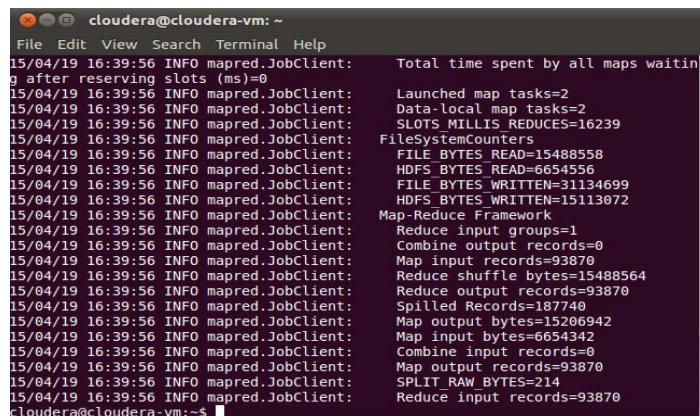 cloudera@cloudera-vm: ~
File Edit View Search Terminal Help
15/04/19 16:39:56 INFO mapred.JobClient:     Total time spent by all maps waitin
g after reserving slots (ms)=0
15/04/19 16:39:56 INFO mapred.JobClient:     Launched map tasks=2
15/04/19 16:39:56 INFO mapred.JobClient:     Data-local map tasks=2
15/04/19 16:39:56 INFO mapred.JobClient:     SLOTS_MILLIS_REDUCES=16239
15/04/19 16:39:56 INFO mapred.JobClient:   FileSystemCounters
15/04/19 16:39:56 INFO mapred.JobClient:     FILE_BYTES_READ=15488558
15/04/19 16:39:56 INFO mapred.JobClient:     HDFS_BYTES_READ=6654556
15/04/19 16:39:56 INFO mapred.JobClient:     FILE_BYTES_WRITTEN=31134699
15/04/19 16:39:56 INFO mapred.JobClient:     HDFS_BYTES_WRITTEN=15113072
15/04/19 16:39:56 INFO mapred.JobClient:   Map-Reduce Framework
15/04/19 16:39:56 INFO mapred.JobClient:     Reduce input groups=1
15/04/19 16:39:56 INFO mapred.JobClient:     Combine output records=0
15/04/19 16:39:56 INFO mapred.JobClient:     Map input records=93870
15/04/19 16:39:56 INFO mapred.JobClient:     Reduce shuffle bytes=15488564
15/04/19 16:39:56 INFO mapred.JobClient:     Reduce output records=93870
15/04/19 16:39:56 INFO mapred.JobClient:     Spilled Records=187740
15/04/19 16:39:56 INFO mapred.JobClient:     Map output bytes=15206942
15/04/19 16:39:56 INFO mapred.JobClient:     Map input bytes=6654342
15/04/19 16:39:56 INFO mapred.JobClient:     Combine input records=0
15/04/19 16:39:56 INFO mapred.JobClient:     Map output records=93870
15/04/19 16:39:56 INFO mapred.JobClient:     SPLIT_RAW_BYTES=214
15/04/19 16:39:56 INFO mapred.JobClient:     Reduce input records=93870
cloudera@cloudera-vm:~$